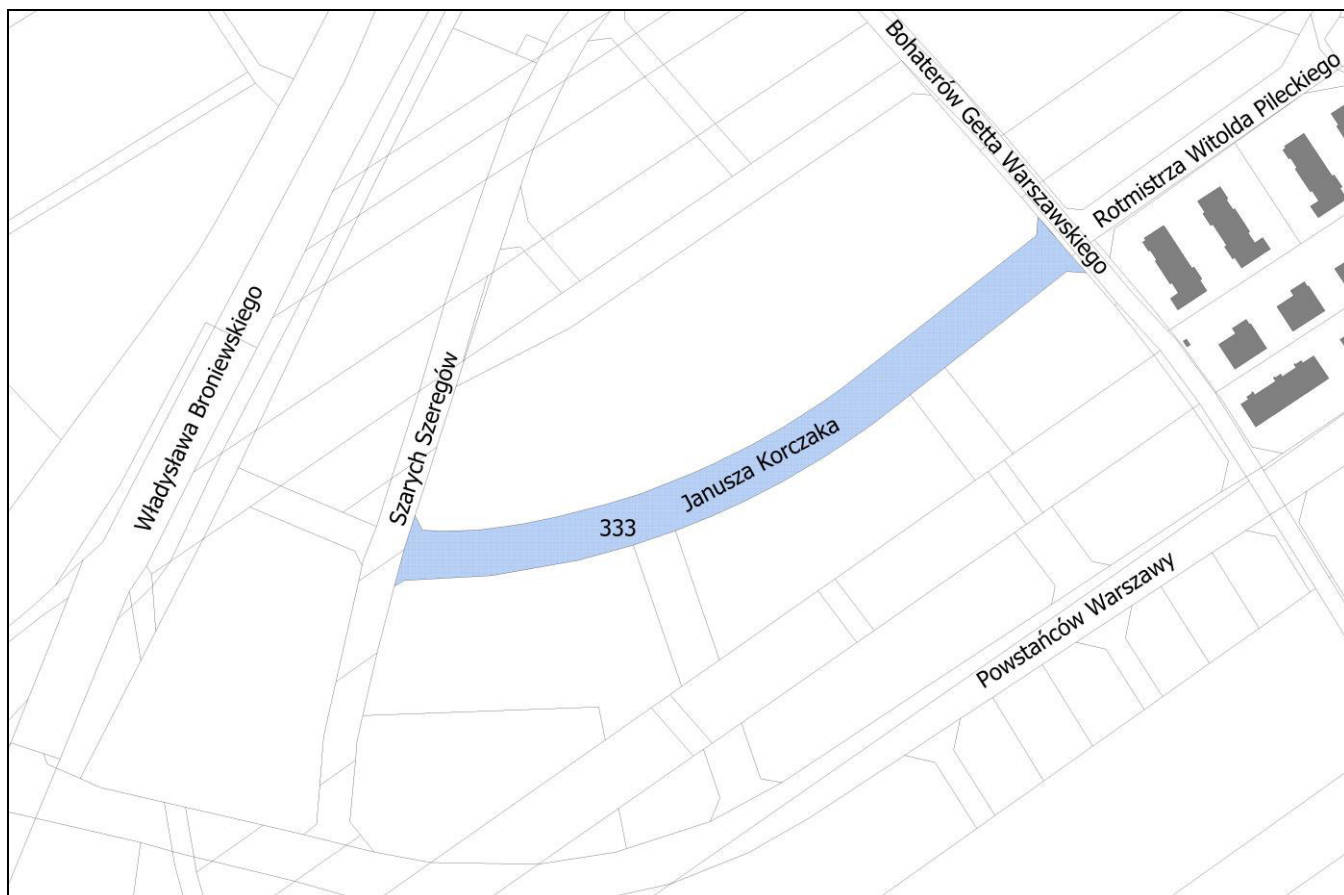 Bohaterów Getta Warszawskiego
Rotmistrza Witolda Pileckiego
Władysława Broniewskiego
Szarych Szeregów
Janusza Korczaka
333
Powstańców Warszawy